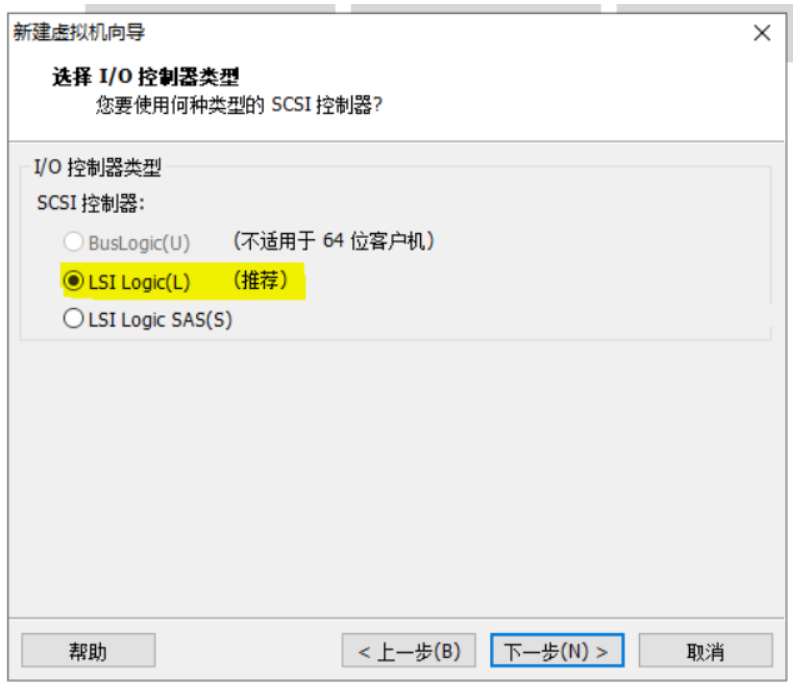 新建虚拟机向导
选择 I/O 控制器类型
您要使用何种类型的 SCSI 控制器?
I/O 控制器类型
SCSI 控制器:
BusLogic(U) (不适用于 64 位客户机)
LSI Logic(L) (推荐)
LSI Logic SAS(S)
帮助 < 上一步(B) 下一步(N) > 取消